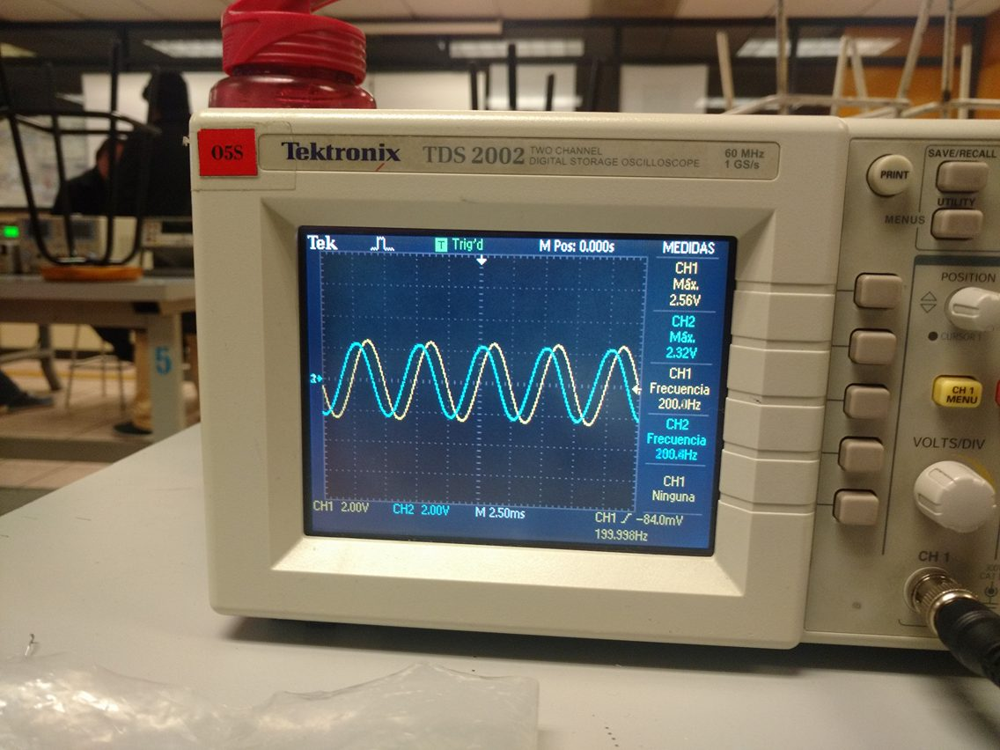 05S
Tektronix TDS 2002 TWO CHANNEL
DIGITAL STORAGE OSCILLOSCOPE
60 MHz
1 GS/s
PRINT
SAVE/RECALL
UTILITY
MENUS
POSITION
CURSOR 1
CH 1
MENU
VOLTS/DIV
CH 1
Tek T Trig'd M Pos: 0.000s MEDIDAS
CH1
Máx.
2.56V
CH2
Máx.
2.32V
CH1
Frecuencia
200.0Hz
CH2
Frecuencia
CH1
Ninguna
2
CH1 2.00V CH2 2.00V M 2.50ms CH1 -84.0mV
199.998Hz
5